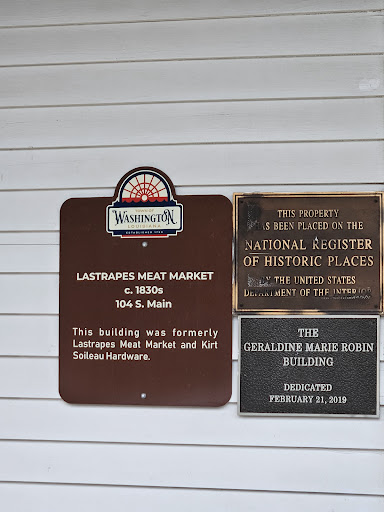 TOWN OF
WASHINGTON
LOUISIANA
LASTRAPES MEAT MARKET
c. 1830s
104 S. Main
This building was formerly
Lastrapes Meat Market and Kirt
Soileau Hardware.
THIS PROPERTY
HAS BEEN PLACED ON THE
NATIONAL REGISTER
OF HISTORIC PLACES
BY THE UNITED STATES
DEPARTMENT OF THE INTERIOR
THE
GERALDINE MARIE ROBIN
BUILDING
DEDICATED
FEBRUARY 21, 2019